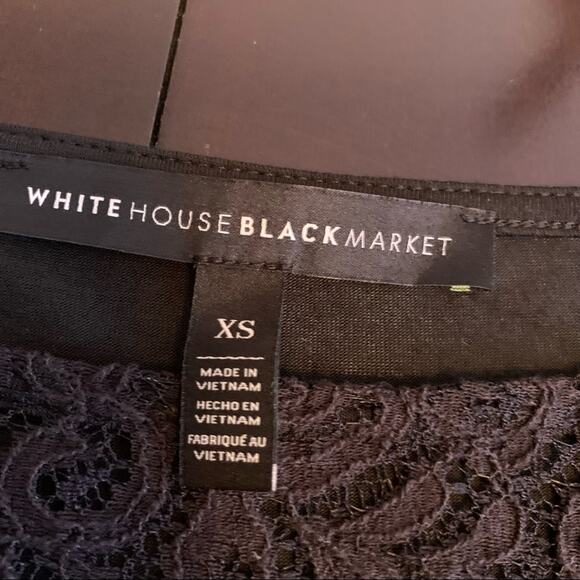 WHITE HOUSE BLACK MARKET
XS
MADE IN
VIETNAM
HECHO EN
VIETNAM
FABRIQUÉ AU
VIETNAM